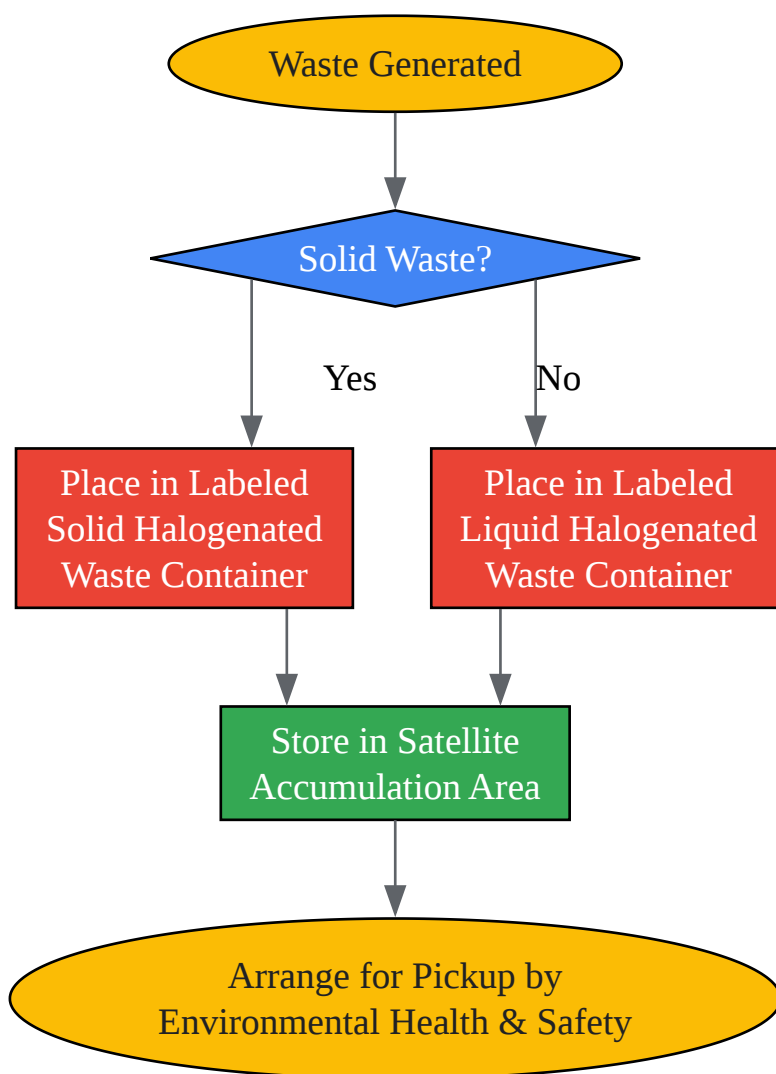 Waste Generated
Solid Waste?
Yes
No
Place in Labeled
Solid Halogenated
Waste Container
Place in Labeled
Liquid Halogenated
Waste Container
Store in Satellite
Accumulation Area
Arrange for Pickup by
Environmental Health & Safety